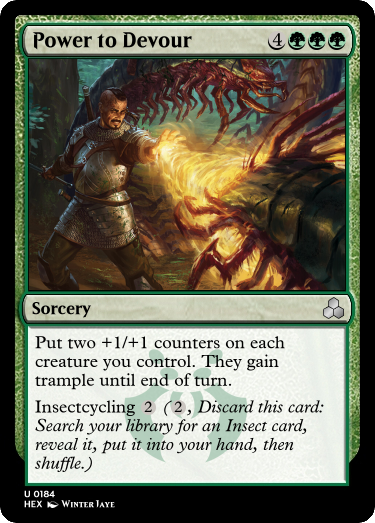 Power to Devour 4
Sorcery
Put two +1/+1 counters on each
creature you control. They gain
trample until end of turn.
Insectcycling 2 (2, Discard this card:
Search your library for an Insect card,
reveal it, put it into your hand, then
shuffle.)
U 0184
HEX Winter Jaye